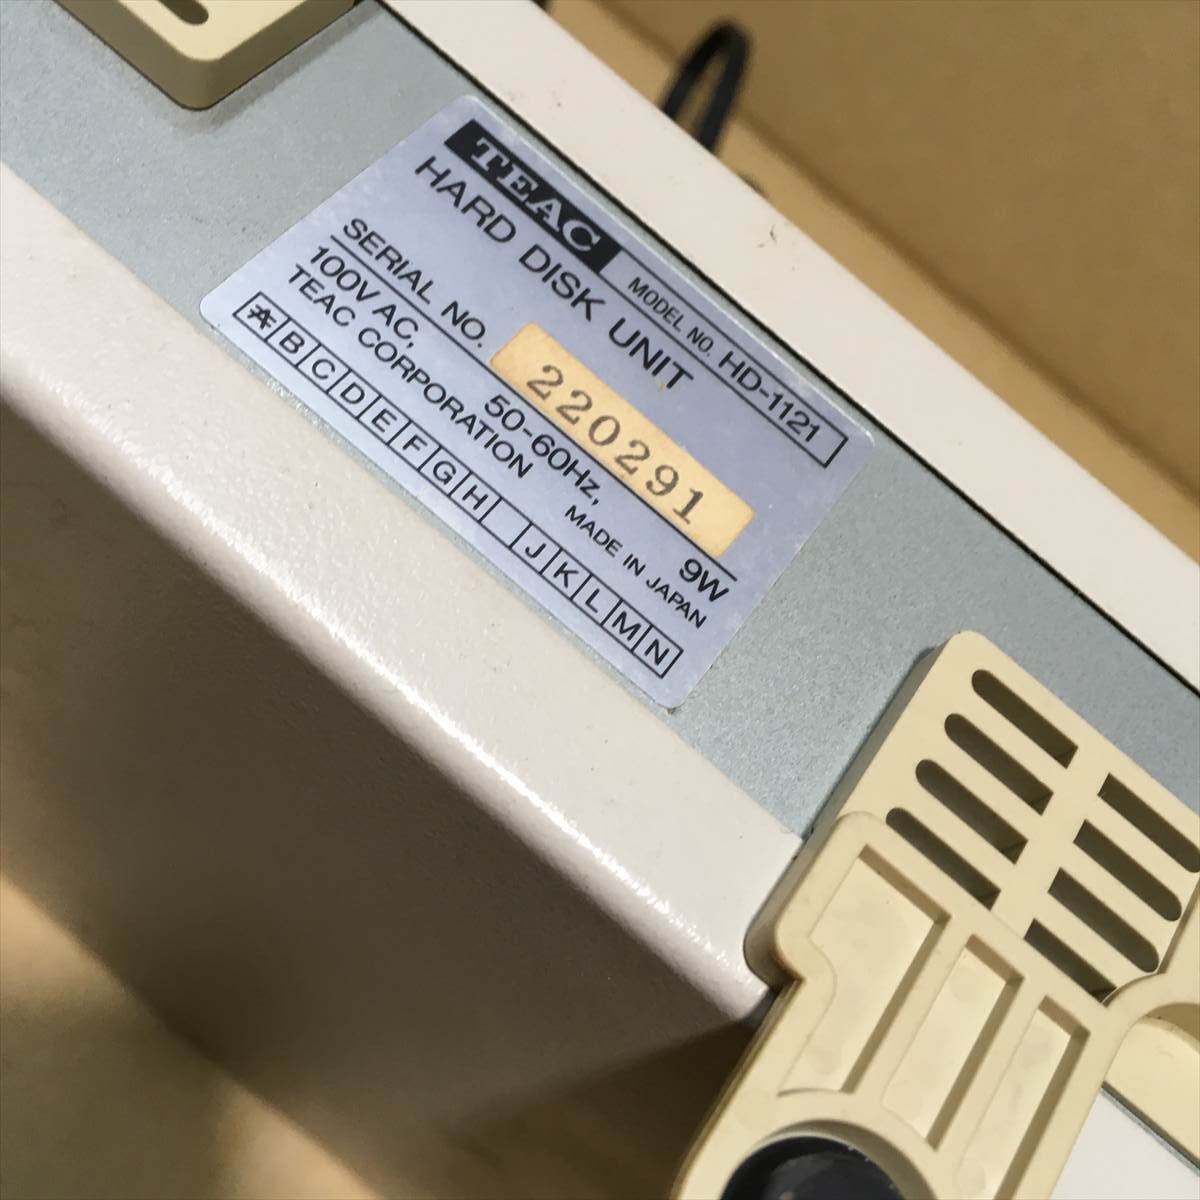 TEAC MODEL NO. HD-1121
HARD DISK UNIT
SERIAL NO. 220291
100V AC, 50-60Hz, 9W
TEAC CORPORATION MADE IN JAPAN
A B C D E F G H J K L M N